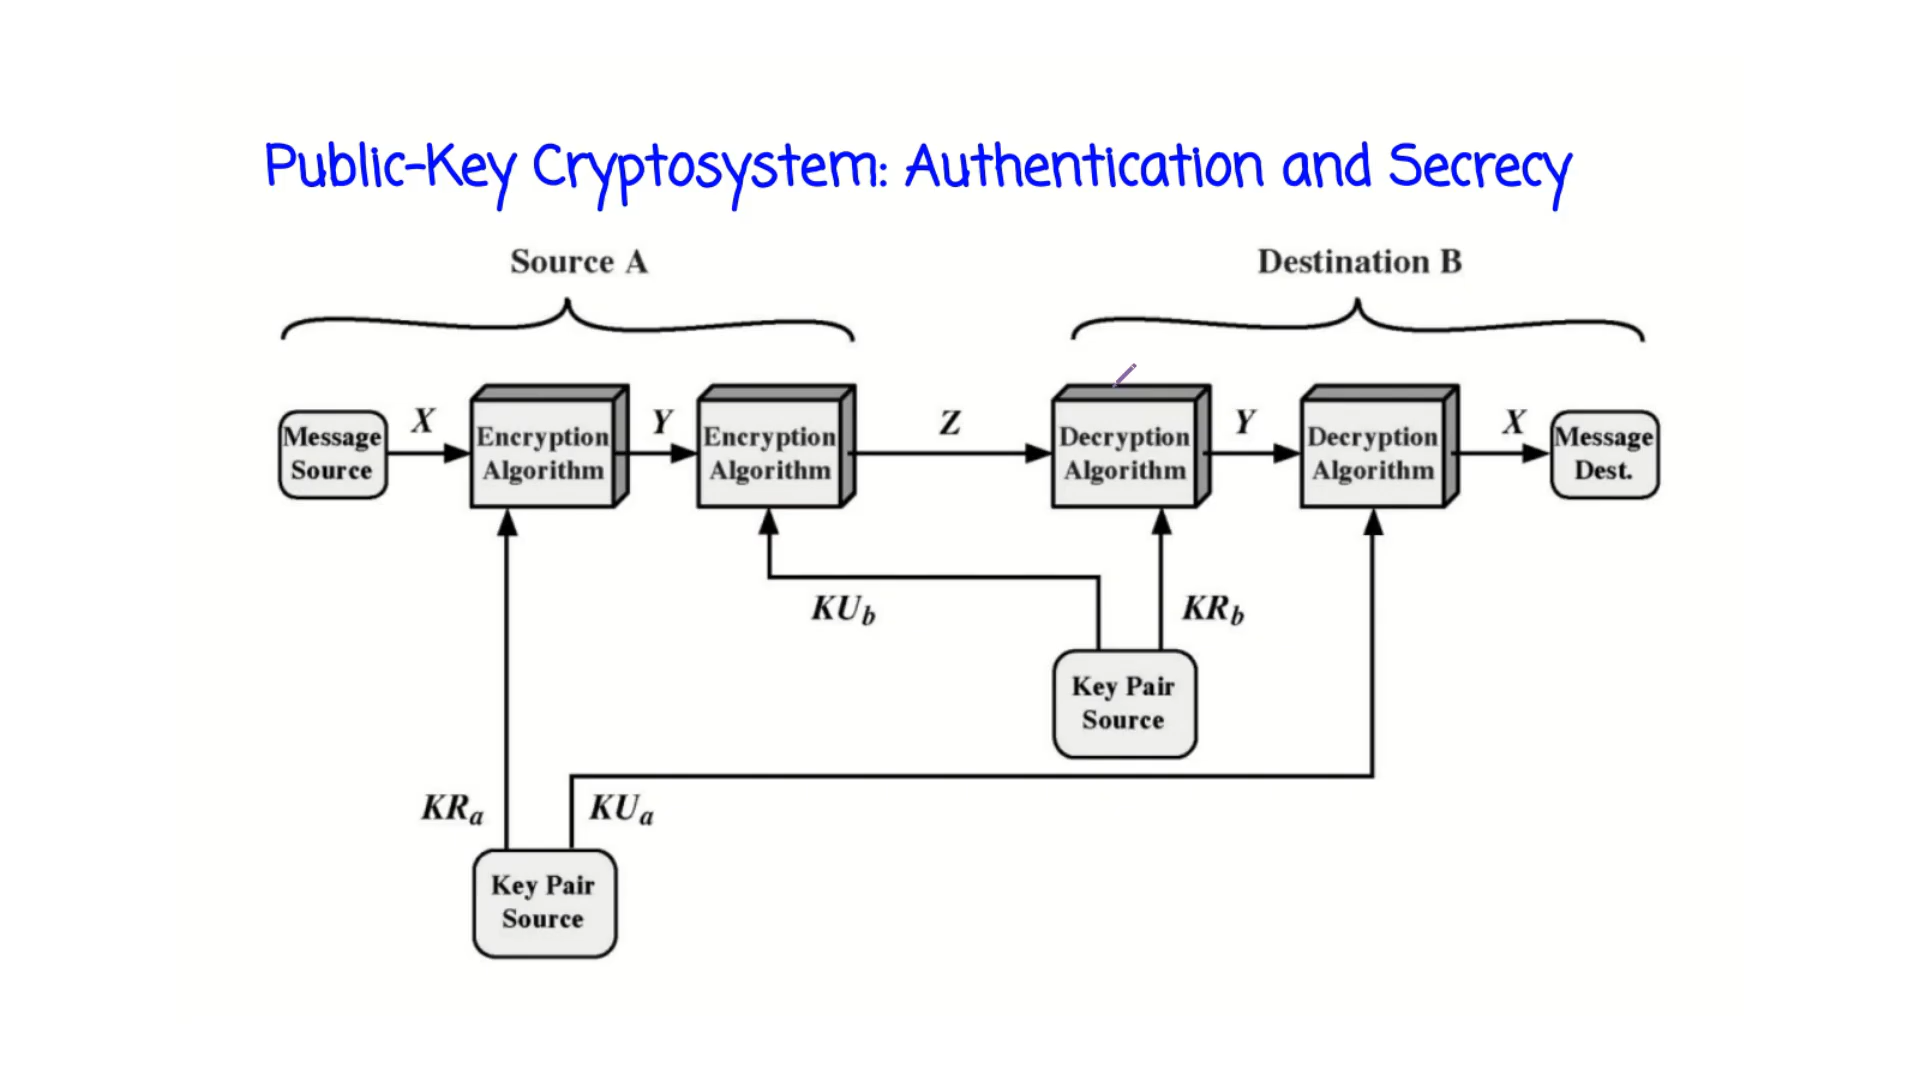 Public-Key Cryptosystem: Authentication and Secrecy
Source A
Destination B
Message
Source
X
Encryption
Algorithm
Y
Encryption
Algorithm
Z
Decryption
Algorithm
Y
Decryption
Algorithm
X
Message
Dest.
KUb
KRb
Key Pair
Source
KRa
KUa
Key Pair
Source